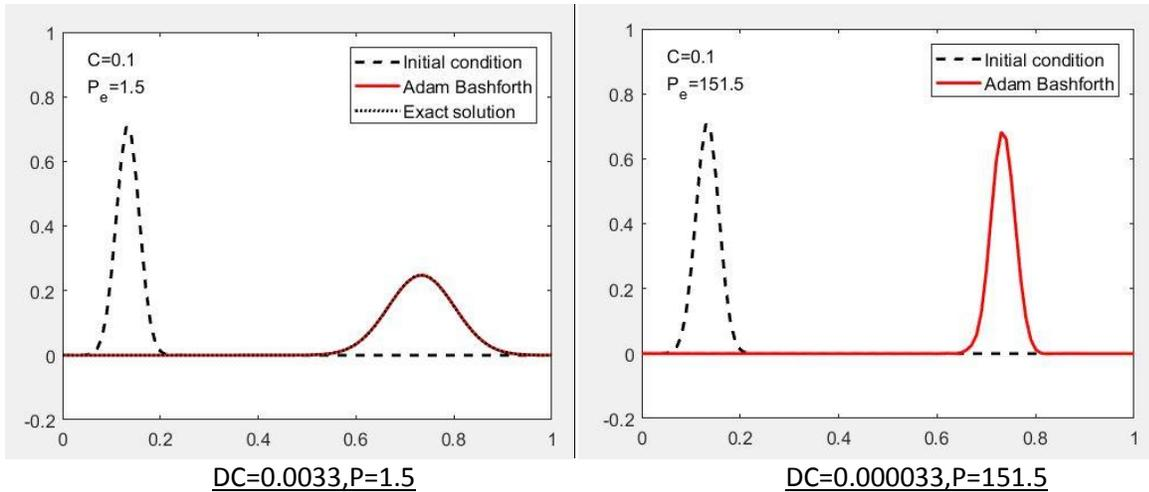 C=0.1
P_e=1.5
Initial condition
Adam Bashforth
Exact solution
1
0.8
0.6
0.4
0.2
0
-0.2
0
0.2
0.4
0.6
0.8
1
DC=0.0033,P=1.5
C=0.1
P_e=151.5
Initial condition
Adam Bashforth
1
0.8
0.6
0.4
0.2
0
-0.2
0
0.2
0.4
0.6
0.8
1
DC=0.000033,P=151.5